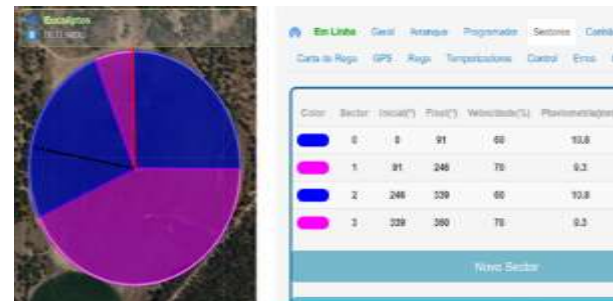 Eucaliptos
Em Linha Geral Arranque Programador Sectores
Carta de Rega GPS Rega Temporizadores Control Erros
Color Sector Inicial(º) Final(º) Velocidade(%)
0 0 91 60 10.8
1 91 246 70 9.3
2 246 339 60 10.8
3 339 360 70 9.3
Novo Sector